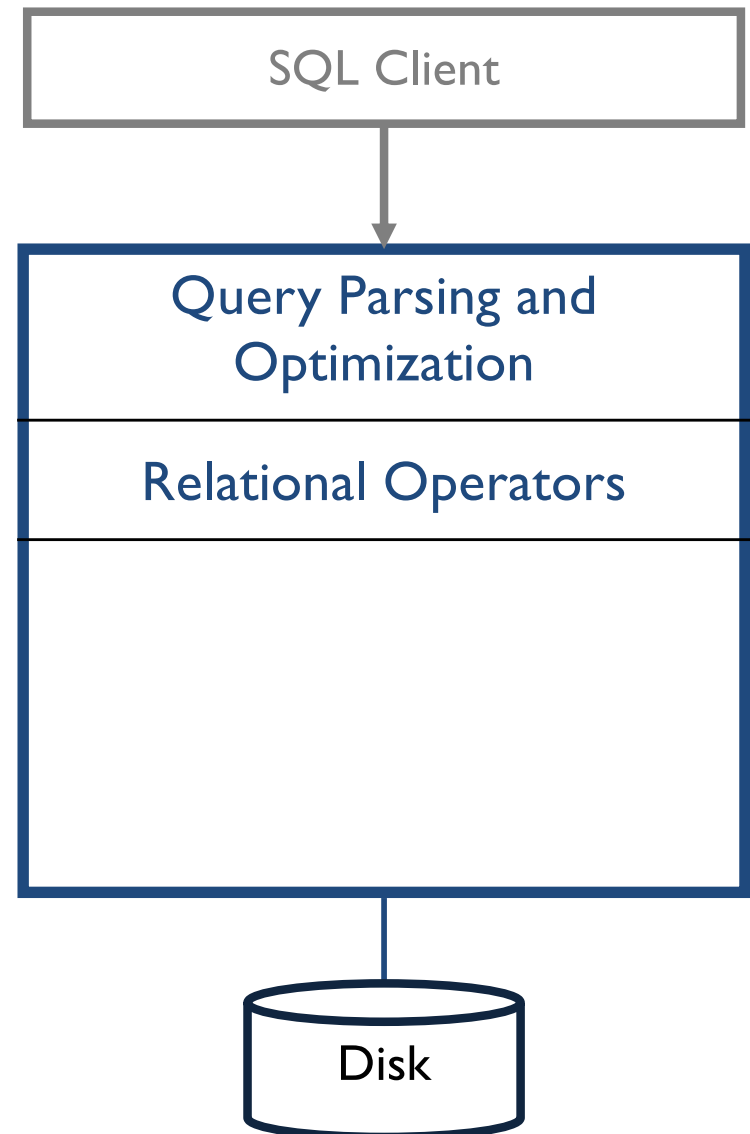 SQL Client
Query Parsing and
Optimization
Relational Operators
Disk